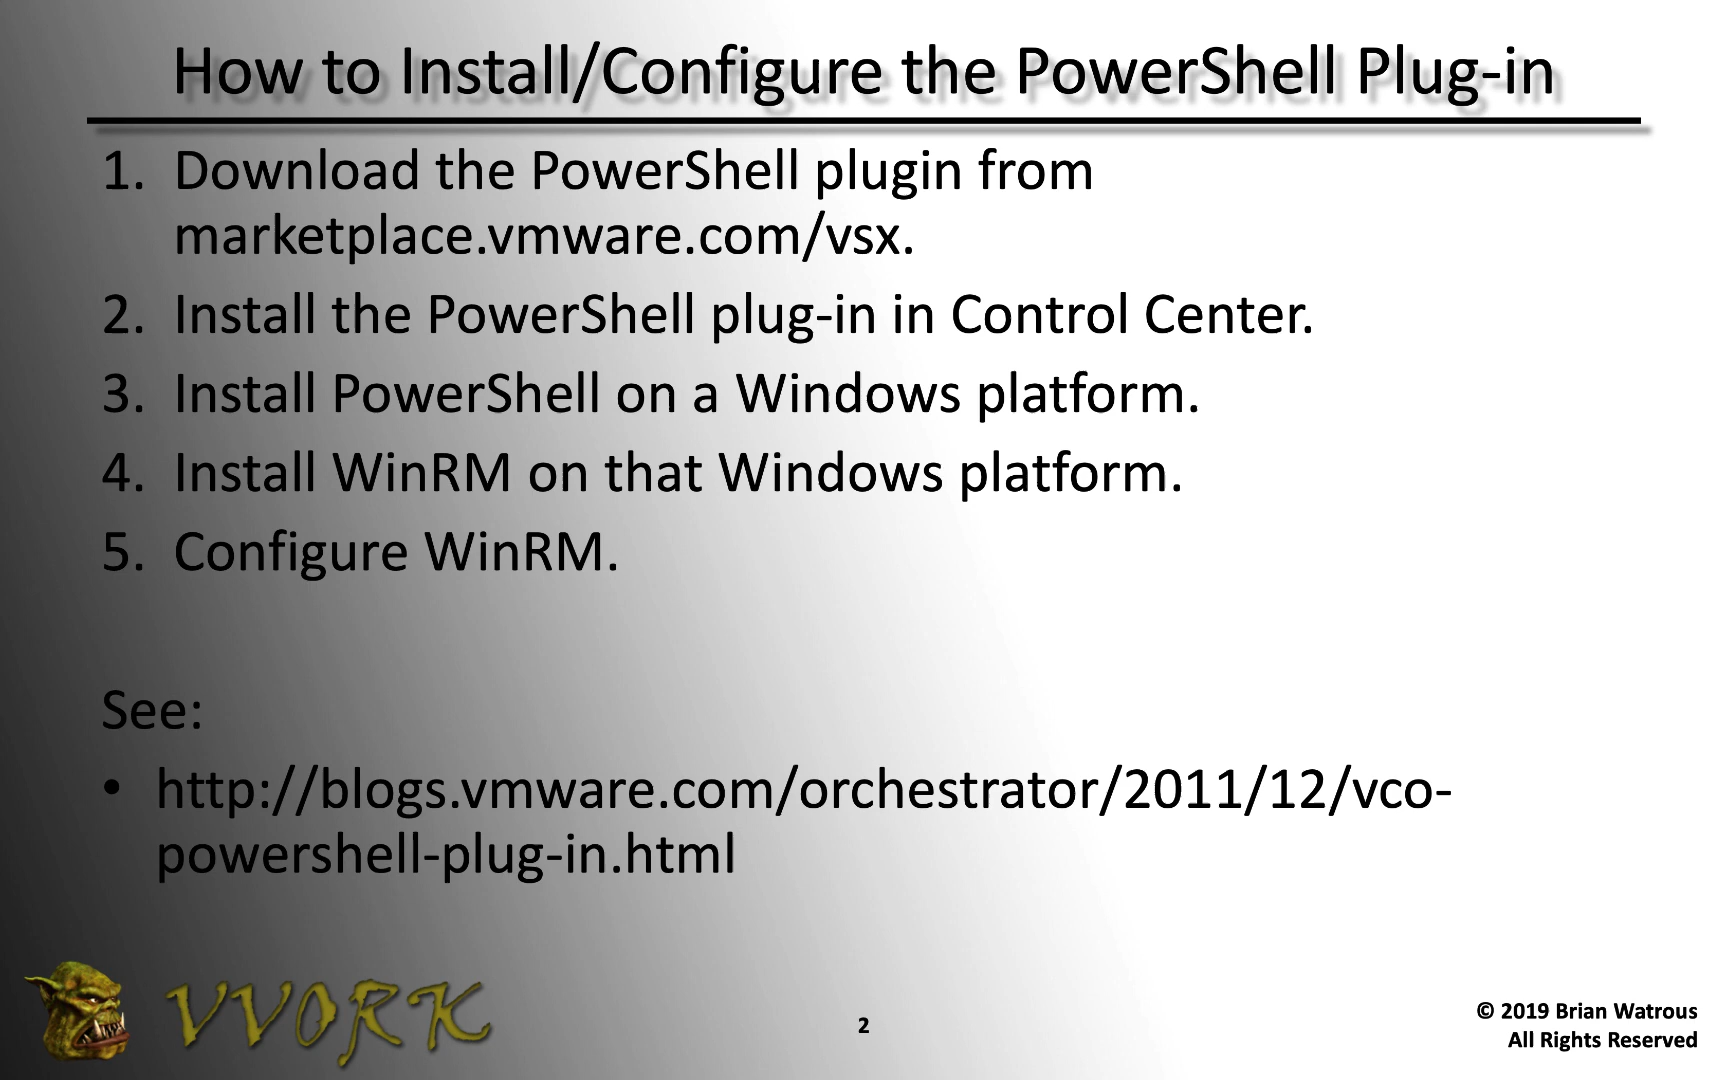 How to Install/Configure the PowerShell Plug-in
1. Download the PowerShell plugin from
marketplace.vmware.com/vsx.
2. Install the PowerShell plug-in in Control Center.
3. Install PowerShell on a Windows platform.
4. Install WinRM on that Windows platform.
5. Configure WinRM.
See:
• http://blogs.vmware.com/orchestrator/2011/12/vco-
powershell-plug-in.html
VVORK
2
© 2019 Brian Watrous
All Rights Reserved